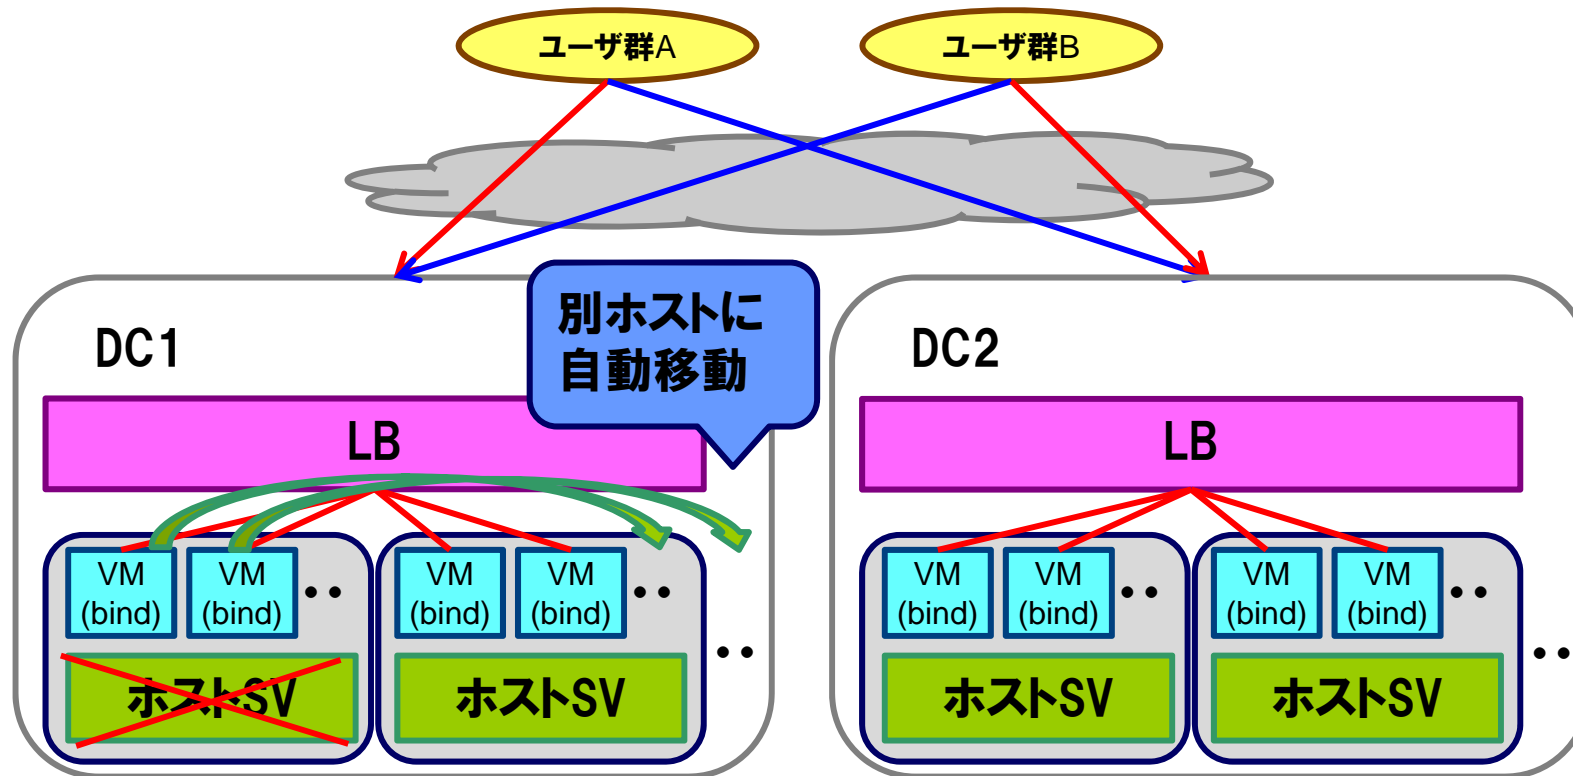 ユーザ群A
ユーザ群B
別ホストに
自動移動
DC1
DC2
LB
LB
VM
(bind)
VM
(bind)
••
VM
(bind)
VM
(bind)
••
VM
(bind)
VM
(bind)
••
VM
(bind)
VM
(bind)
••
••
••
ホストSV
ホストSV
ホストSV
ホストSV